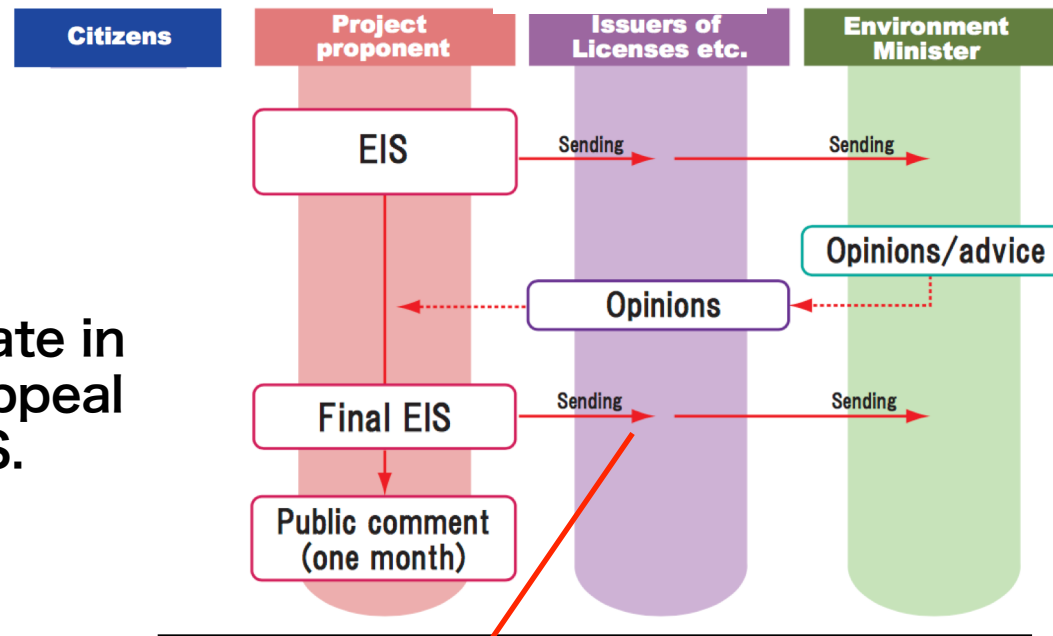 Citizens
Project
proponent
Issuers of
Licenses etc.
Environment
Minister
EIS
Sending
Sending
Opinions/advice
Opinions
ate in
ppeal
S.
Final EIS
Sending
Sending
Public comment
(one month)